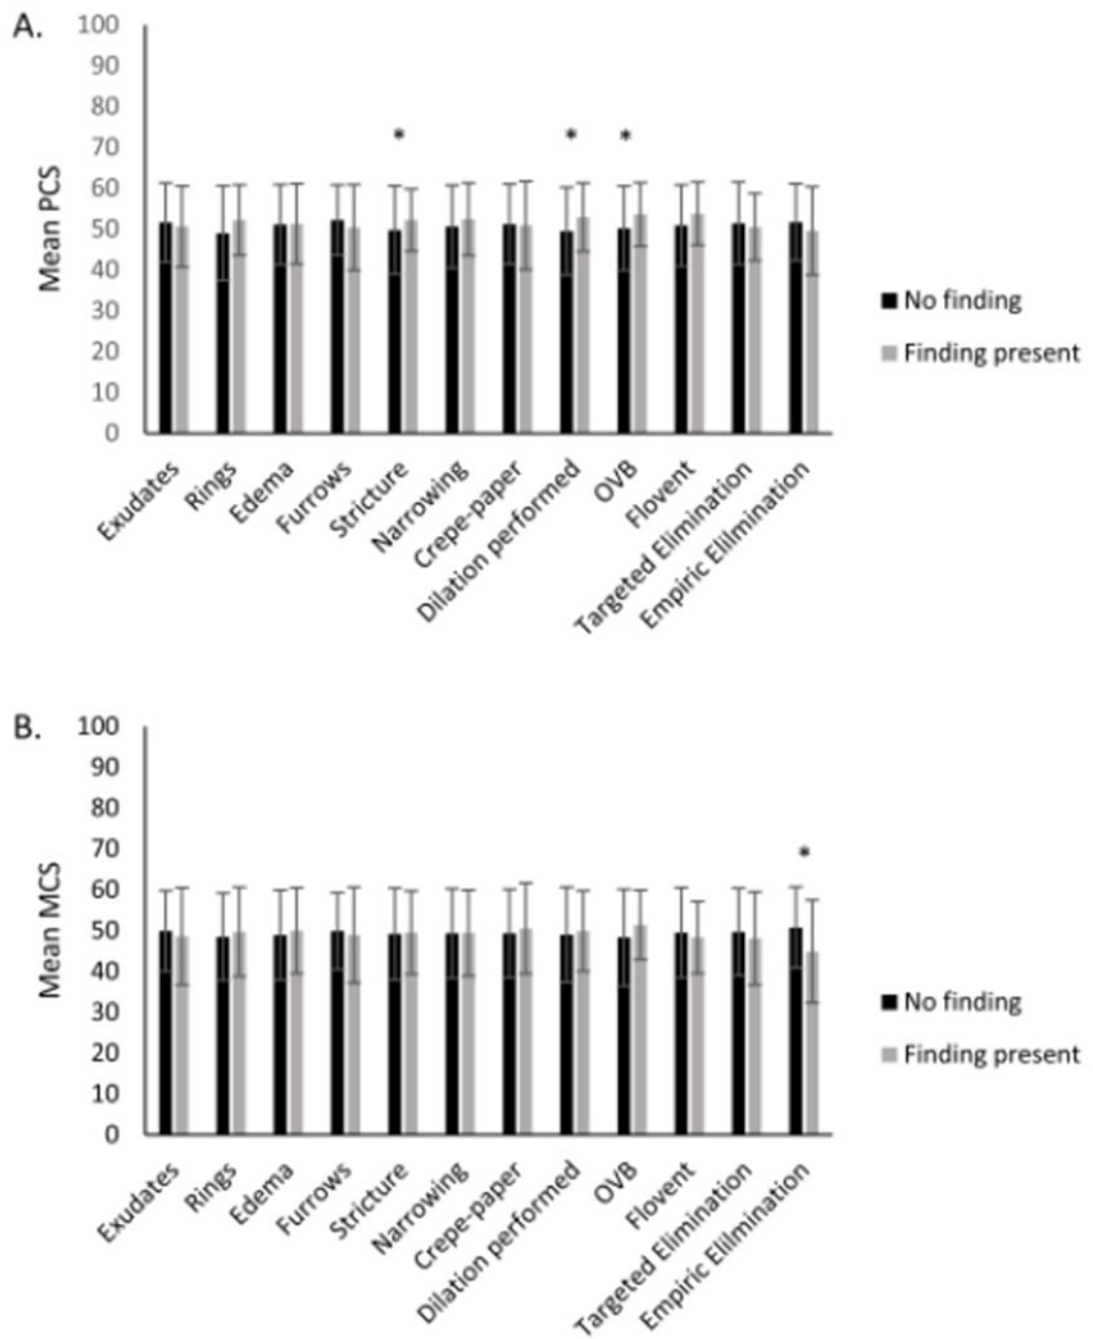 A.
100
90
80
70
60
50
40
30
20
10
0
Mean PCS
* * *
No finding
Finding present
Exudates
Rings
Edema
Furrows
Stricture
Narrowing
Crepe-paper
Dilation performed
OVB
Flovent
Targeted Elimination
Empiric Elilmination
B.
100
90
80
70
60
50
40
30
20
10
0
Mean MCS
*
No finding
Finding present
Exudates
Rings
Edema
Furrows
Stricture
Narrowing
Crepe-paper
Dilation performed
OVB
Flovent
Targeted Elimination
Empiric Elilmination